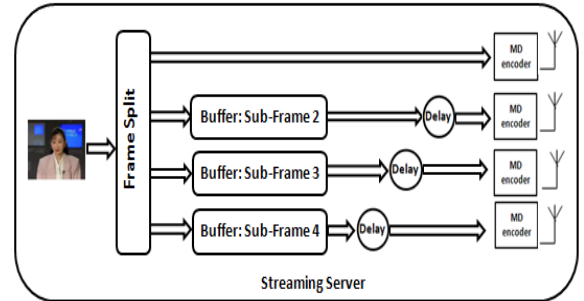 Frame Split
MD
encoder
Buffer: Sub-Frame 2
Delay
MD
encoder
Buffer: Sub-Frame 3
Delay
MD
encoder
Buffer: Sub-Frame 4
Delay
MD
encoder
Streaming Server